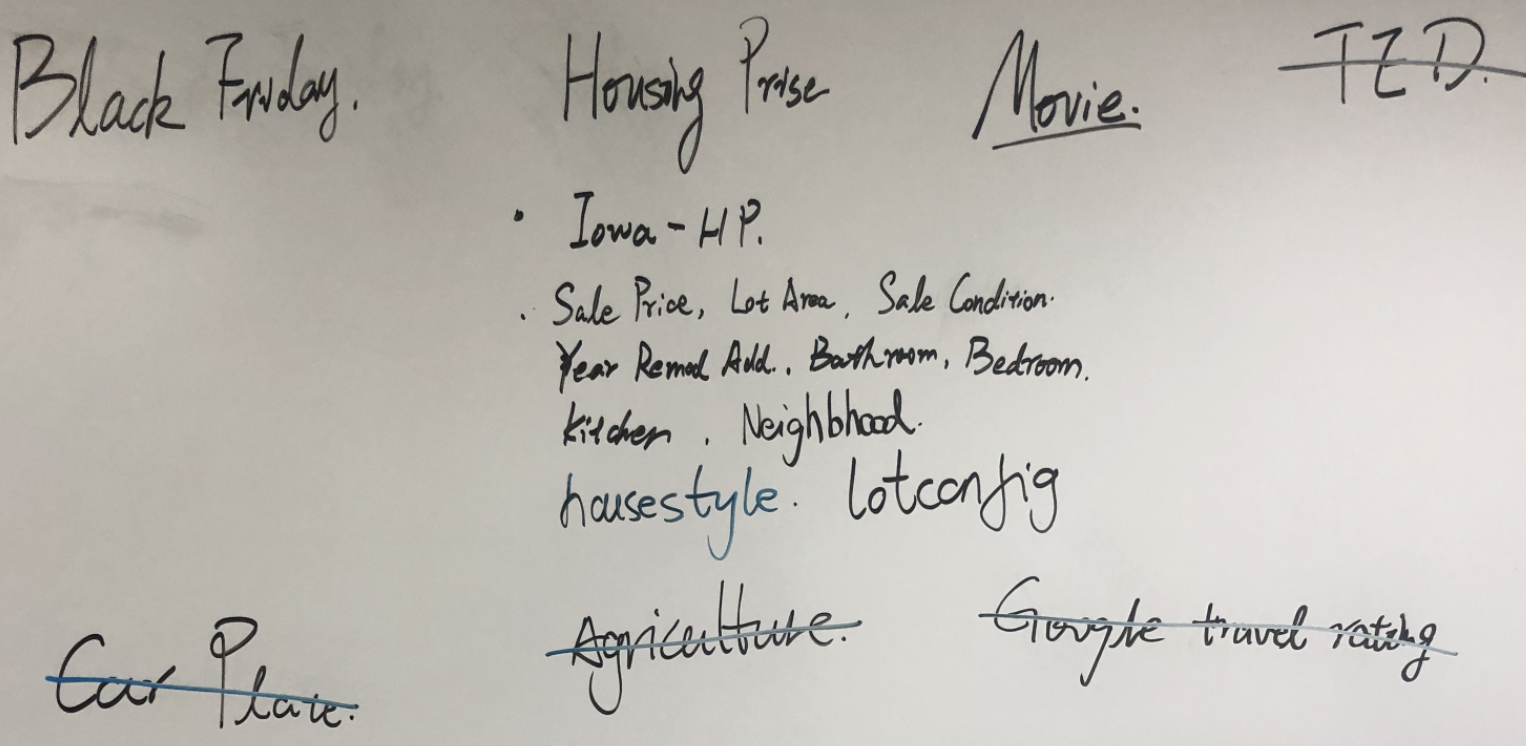 Black Friday.
Housing Prise
Movie.
TED.
· Iowa - HP.
. Sale Price, Lot Area, Sale Condition.
Year Remod Add., Bathroom, Bedroom.
Kitchen, Neighbhood.
housestyle. lotconfig
Car Plate.
Agriculture.
Google travel rating